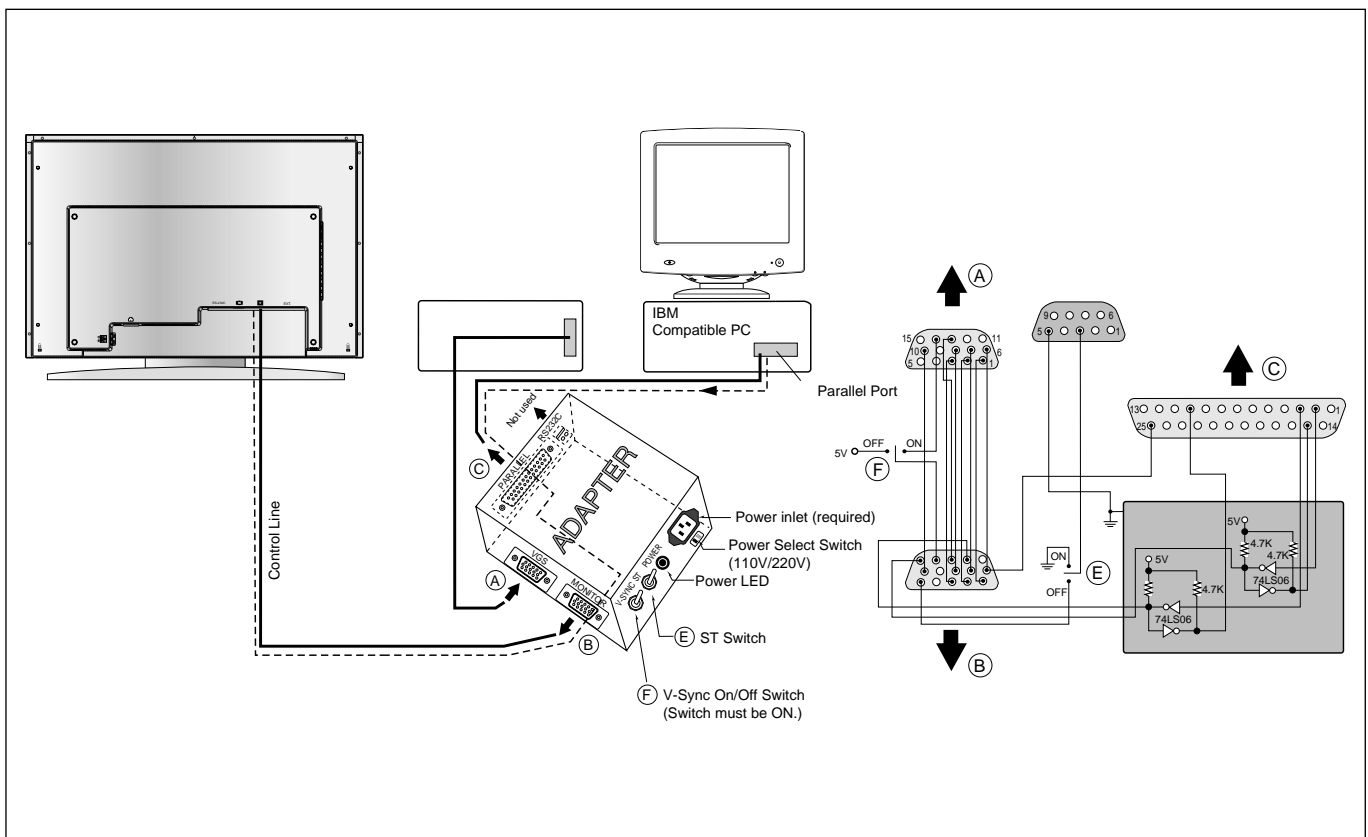 IBM
Compatible PC
Parallel Port
Not used
RS232C
PARALLEL
C
ADAPTER
VGS
A
MONITOR
B
V-SYNC ST POWER
Power inlet (required)
Power Select Switch
(110V/220V)
Power LED
E ST Switch
F V-Sync On/Off Switch
(Switch must be ON.)
Control Line
A
15 11
10 6
5 1
9 6
5 1
C
13 1
25 14
5V OFF ON
F
ON
OFF
E
B
5V
4.7K
4.7K
74LS06
5V
4.7K
74LS06